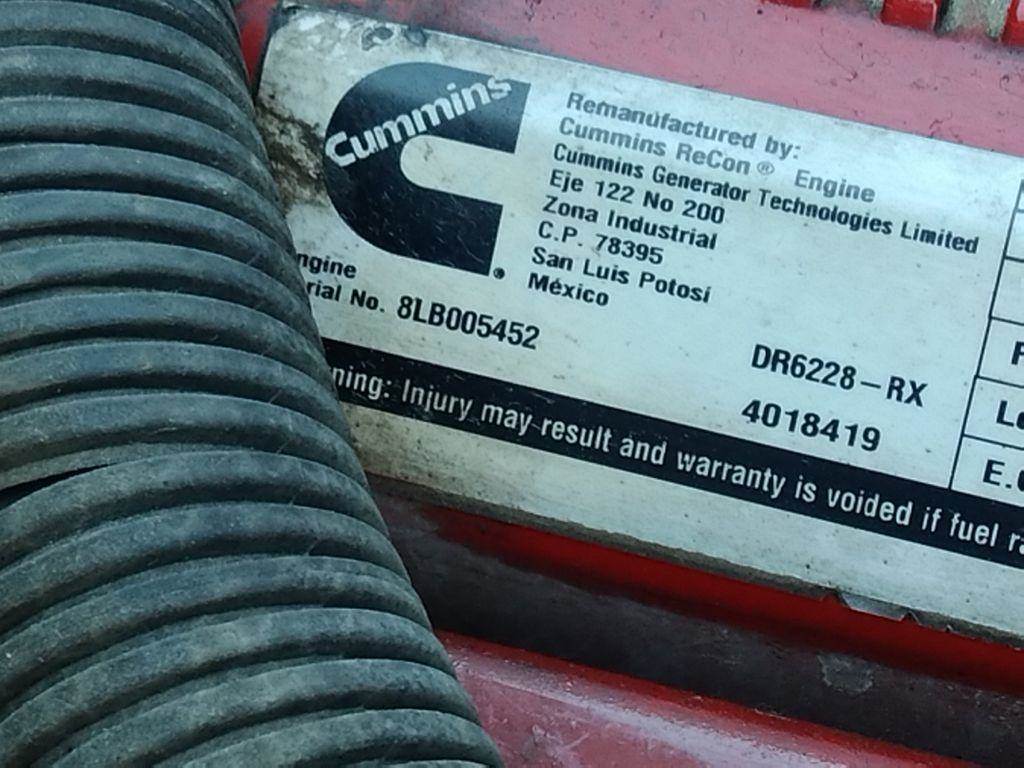 Cummins
Remanufactured by:
Cummins ReCon® Engine
Cummins Generator Technologies Limited
Eje 122 No 200
Zona Industrial
C.P. 78395
San Luis Potosí
México
ngine
rial No. 8LB005452
DR6228-RX
4018419
ning: Injury may result and warranty is voided if fuel ra
E.